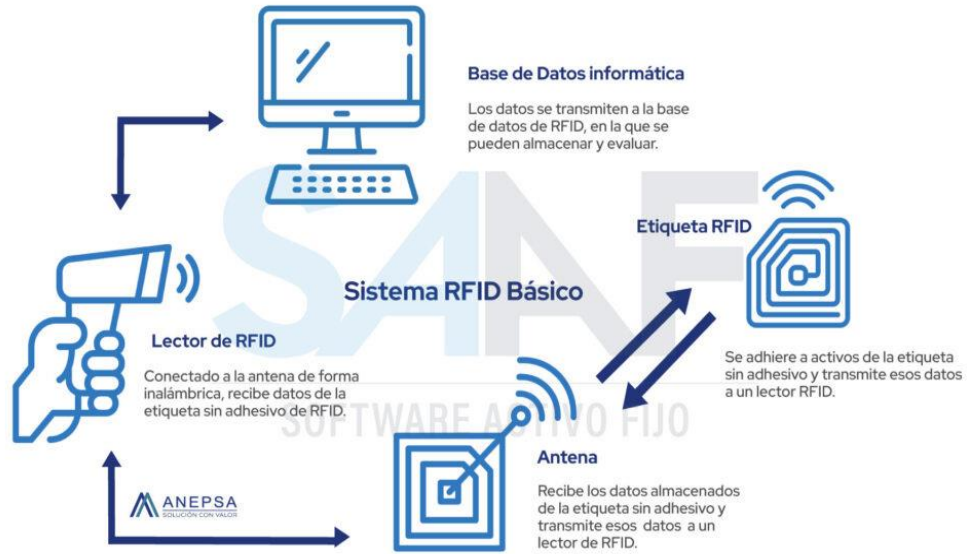 Base de Datos informática
Los datos se transmiten a la base
de datos de RFID, en la que se
pueden almacenar y evaluar.
Etiqueta RFID
Se adhiere a activos de la etiqueta
sin adhesivo y transmite esos datos
a un lector RFID.
Sistema RFID Básico
Lector de RFID
Conectado a la antena de forma
inalámbrica, recibe datos de la
etiqueta sin adhesivo de RFID.
Antena
Recibe los datos almacenados
de la etiqueta sin adhesivo y
transmite esos datos a un
lector de RFID.
SAAF
SOFTWARE ACTIVO FIJO
ANEPSA
SOLUCIÓN CON VALOR